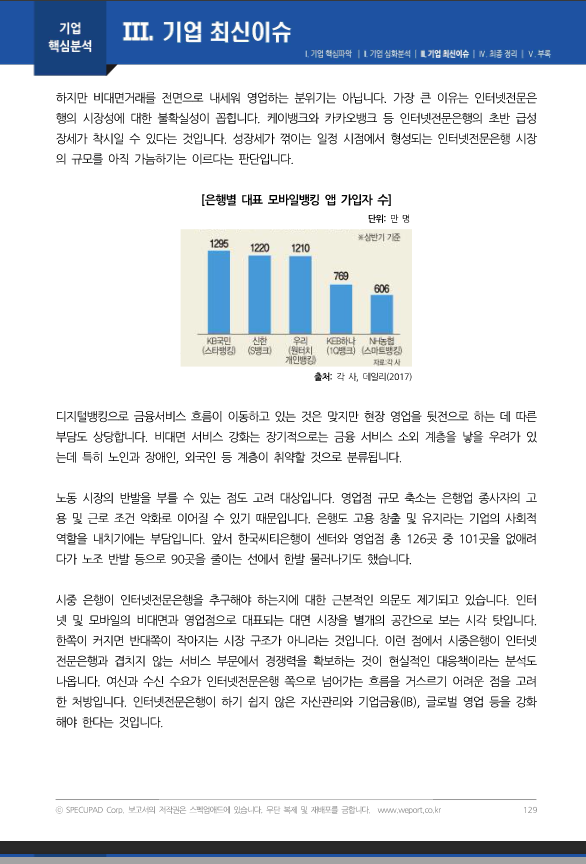 기업
핵심분석
III. 기업 최신이슈
I. 기업 핵심파악 | II. 기업 심화분석 | III. 기업 최신이슈 | IV. 최종 정리 | V. 부록
하지만 비대면거래를 전면으로 내세워 영업하는 분위기는 아닙니다. 가장 큰 이유는 인터넷전문은
행의 시장성에 대한 불확실성이 꼽힙니다. 케이뱅크와 카카오뱅크 등 인터넷전문은행의 초반 급성
장세가 착시일 수 있다는 것입니다. 성장세가 꺾이는 일정 시점에서 형성되는 인터넷전문은행 시장
의 규모를 아직 가늠하기는 이르다는 판단입니다.
[은행별 대표 모바일뱅킹 앱 가입자 수]
단위: 만 명
※상반기 기준
1295
1220
1210
769
606
KB국민 신한 우리 KEB하나 NH농협
(스타뱅킹) (S뱅크) (원터치 (1Q뱅크) (스마트뱅킹)
개인뱅킹) 자료:각 사
출처: 각 사, 데일리(2017)
디지털뱅킹으로 금융서비스 흐름이 이동하고 있는 것은 맞지만 현장 영업을 뒷전으로 하는 데 따른
부담도 상당합니다. 비대면 서비스 강화는 장기적으로는 금융 서비스 소외 계층을 낳을 우려가 있
는데 특히 노인과 장애인, 외국인 등 계층이 취약할 것으로 분류됩니다.
노동 시장의 반발을 부를 수 있는 점도 고려 대상입니다. 영업점 규모 축소는 은행업 종사자의 고
용 및 근로 조건 악화로 이어질 수 있기 때문입니다. 은행도 고용 창출 및 유지라는 기업의 사회적
역할을 내치기에는 부담입니다. 앞서 한국씨티은행이 센터와 영업점 총 126곳 중 101곳을 없애려
다가 노조 반발 등으로 90곳을 줄이는 선에서 한발 물러나기도 했습니다.
시중 은행이 인터넷전문은행을 추구해야 하는지에 대한 근본적인 의문도 제기되고 있습니다. 인터
넷 및 모바일의 비대면과 영업점으로 대표되는 대면 시장을 별개의 공간으로 보는 시각 탓입니다.
한쪽이 커지면 반대쪽이 작아지는 시장 구조가 아니라는 것입니다. 이런 점에서 시중은행이 인터넷
전문은행과 겹치지 않는 서비스 부문에서 경쟁력을 확보하는 것이 현실적인 대응책이라는 분석도
나옵니다. 여신과 수신 수요가 인터넷전문은행 쪽으로 넘어가는 흐름을 거스르기 어려운 점을 고려
한 처방입니다. 인터넷전문은행이 하기 쉽지 않은 자산관리와 기업금융(IB), 글로벌 영업 등을 강화
해야 한다는 것입니다.
ⓒ SPECUPAD Corp. 보고서의 저작권은 스펙업애드에 있습니다. 무단 복제 및 재배포를 금합니다. www.weport.co.kr 129